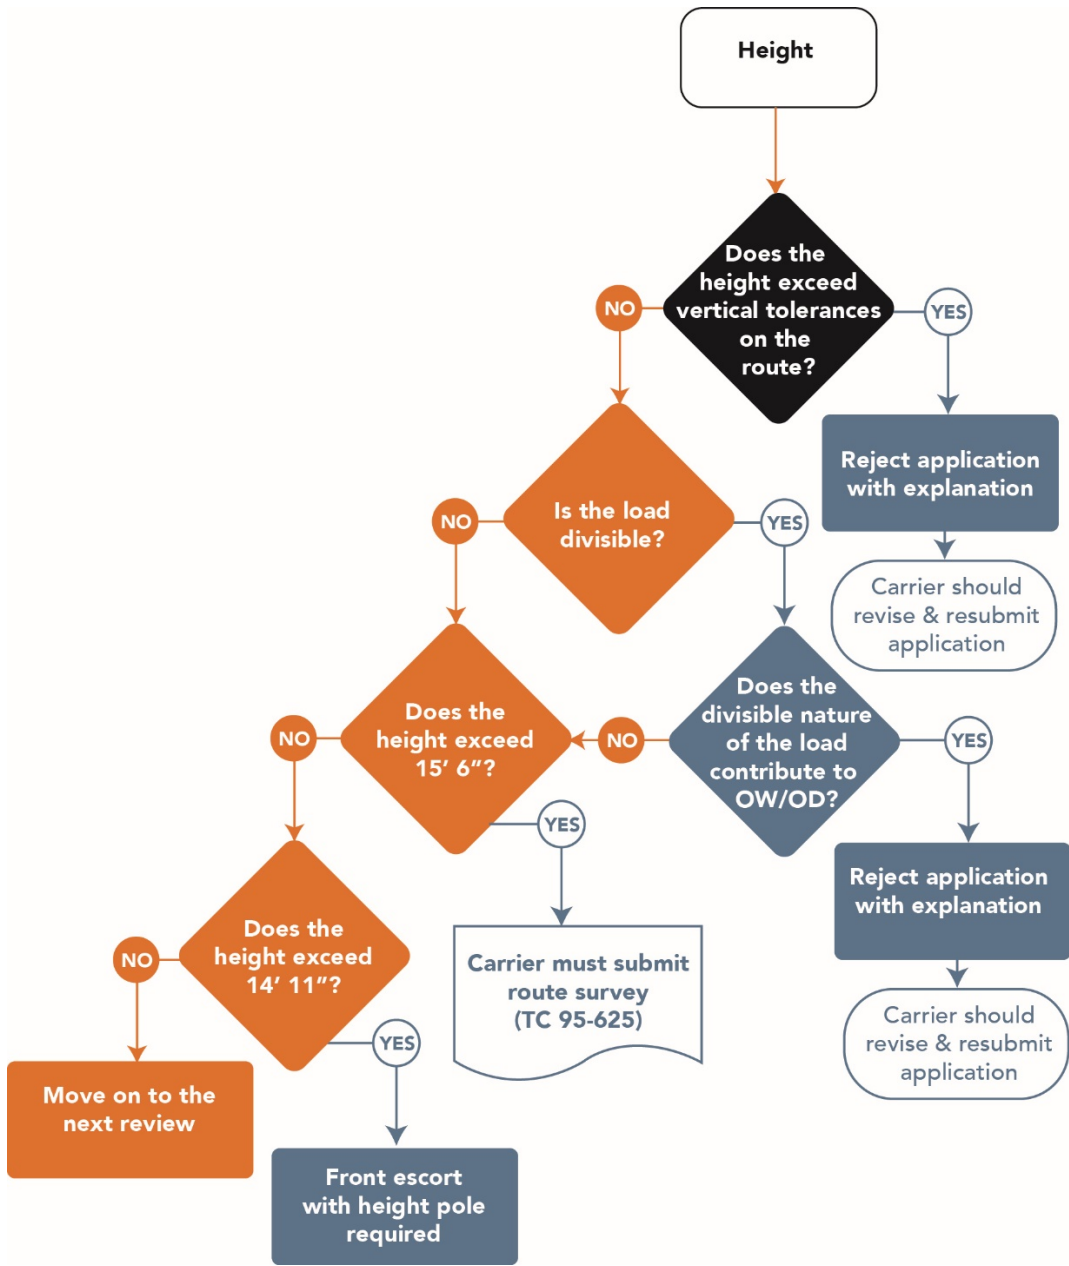 Height
Does the
height exceed
vertical tolerances
on the
route?
NO
YES
Reject application
with explanation
Carrier should
revise & resubmit
application
Is the load
divisible?
NO
YES
Does the
divisible nature
of the load
contribute to
OW/OD?
NO
YES
Reject application
with explanation
Carrier should
revise & resubmit
application
Does the
height exceed
15’ 6”?
NO
YES
Carrier must submit
route survey
(TC 95-625)
Does the
height exceed
14’ 11”?
NO
YES
Move on to the
next review
Front escort
with height pole
required